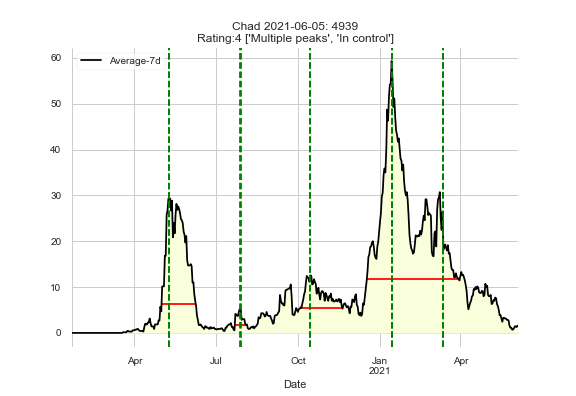 Chad 2021-06-05: 4939
Rating:4 ['Multiple peaks', 'In control']
Average-7d
60
50
40
30
20
10
0
Apr
Jul
Oct
Jan
2021
Apr
Date